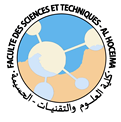 FACULTE DES SCIENCES ET TECHNIQUES - AL HOCEIMA
كلية العلوم والتقنيات - الحسيمة